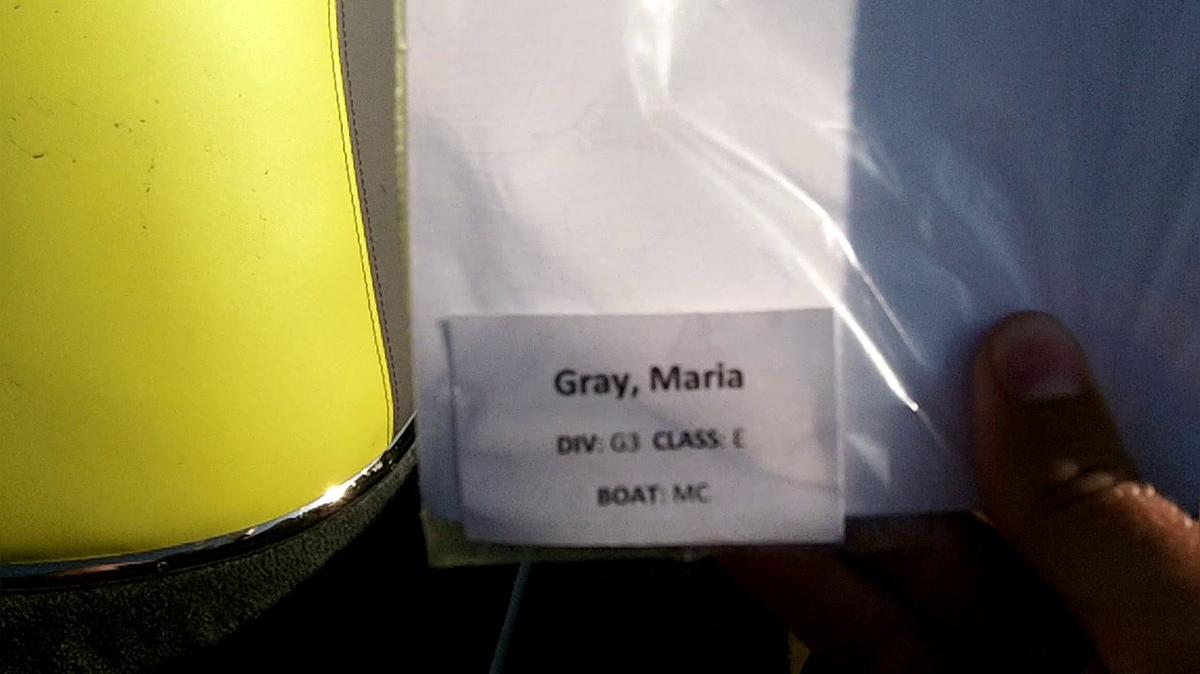 Gray, Maria
DIV: G3 CLASS: E
BOAT: MC